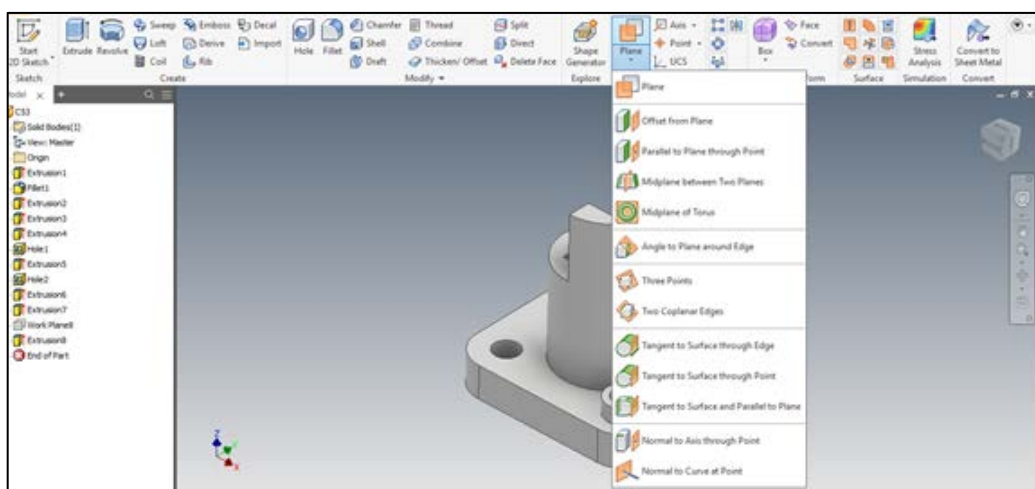 Start
2D Sketch
Sketch
Extrude
Revolve
Sweep
Emboss
Decal
Loft
Derive
Import
Coil
Rib
Create
Hole
Fillet
Chamfer
Thread
Split
Shell
Combine
Direct
Draft
Thicken/ Offset
Delete Face
Modify
Shape
Generator
Explore
Plane
Axis
Point
UCS
Box
Face
Convert
orm
Surface
Stress
Analysis
Simulation
Convert to
Sheet Metal
Convert
odel × +
CS3
Solid Bodies(1)
View: Master
Origin
Extrusion1
Fillet1
Extrusion2
Extrusion3
Extrusion4
Hole1
Extrusion5
Hole2
Extrusion6
Extrusion7
Work Plane8
Extrusion8
End of Part
Plane
Offset from Plane
Parallel to Plane through Point
Midplane between Two Planes
Midplane of Torus
Angle to Plane around Edge
Three Points
Two Coplanar Edges
Tangent to Surface through Edge
Tangent to Surface through Point
Tangent to Surface and Parallel to Plane
Normal to Axis through Point
Normal to Curve at Point
Z
Y
X